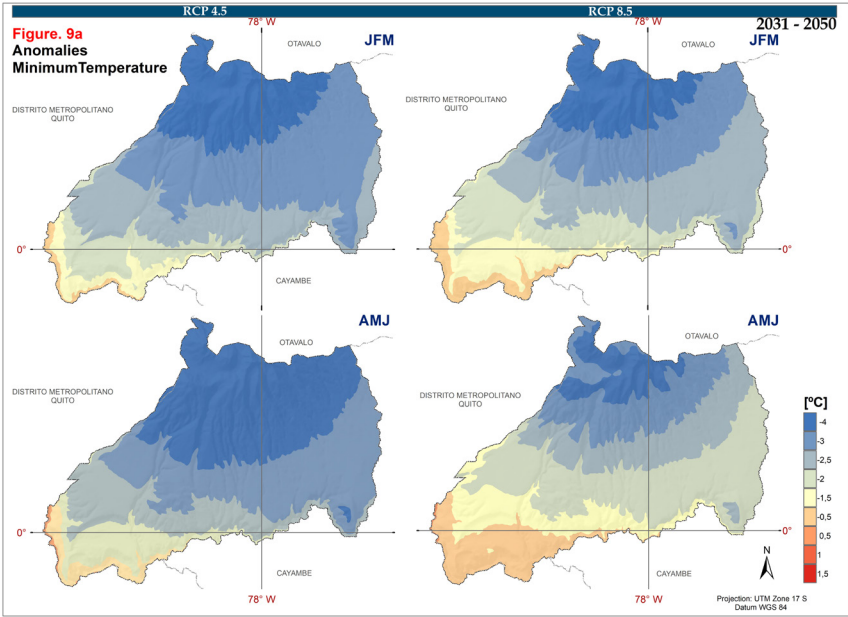 RCP 4.5
RCP 8.5
Figure. 9a
Anomalies
MinimumTemperature
2031 - 2050
78° W
OTAVALO
JFM
DISTRITO METROPOLITANO
QUITO
0°
CAYAMBE
78° W
OTAVALO
JFM
DISTRITO METROPOLITANO
QUITO
0°
AMJ
OTAVALO
DISTRITO METROPOLITANO
QUITO
0°
CAYAMBE
78° W
AMJ
OTAVALO
DISTRITO METROPOLITANO
QUITO
0°
CAYAMBE
78° W
[ºC]
-4
-3
-2,5
-2
-1,5
-0,5
0,5
1
1,5
N
Projection: UTM Zone 17 S
Datum WGS 84